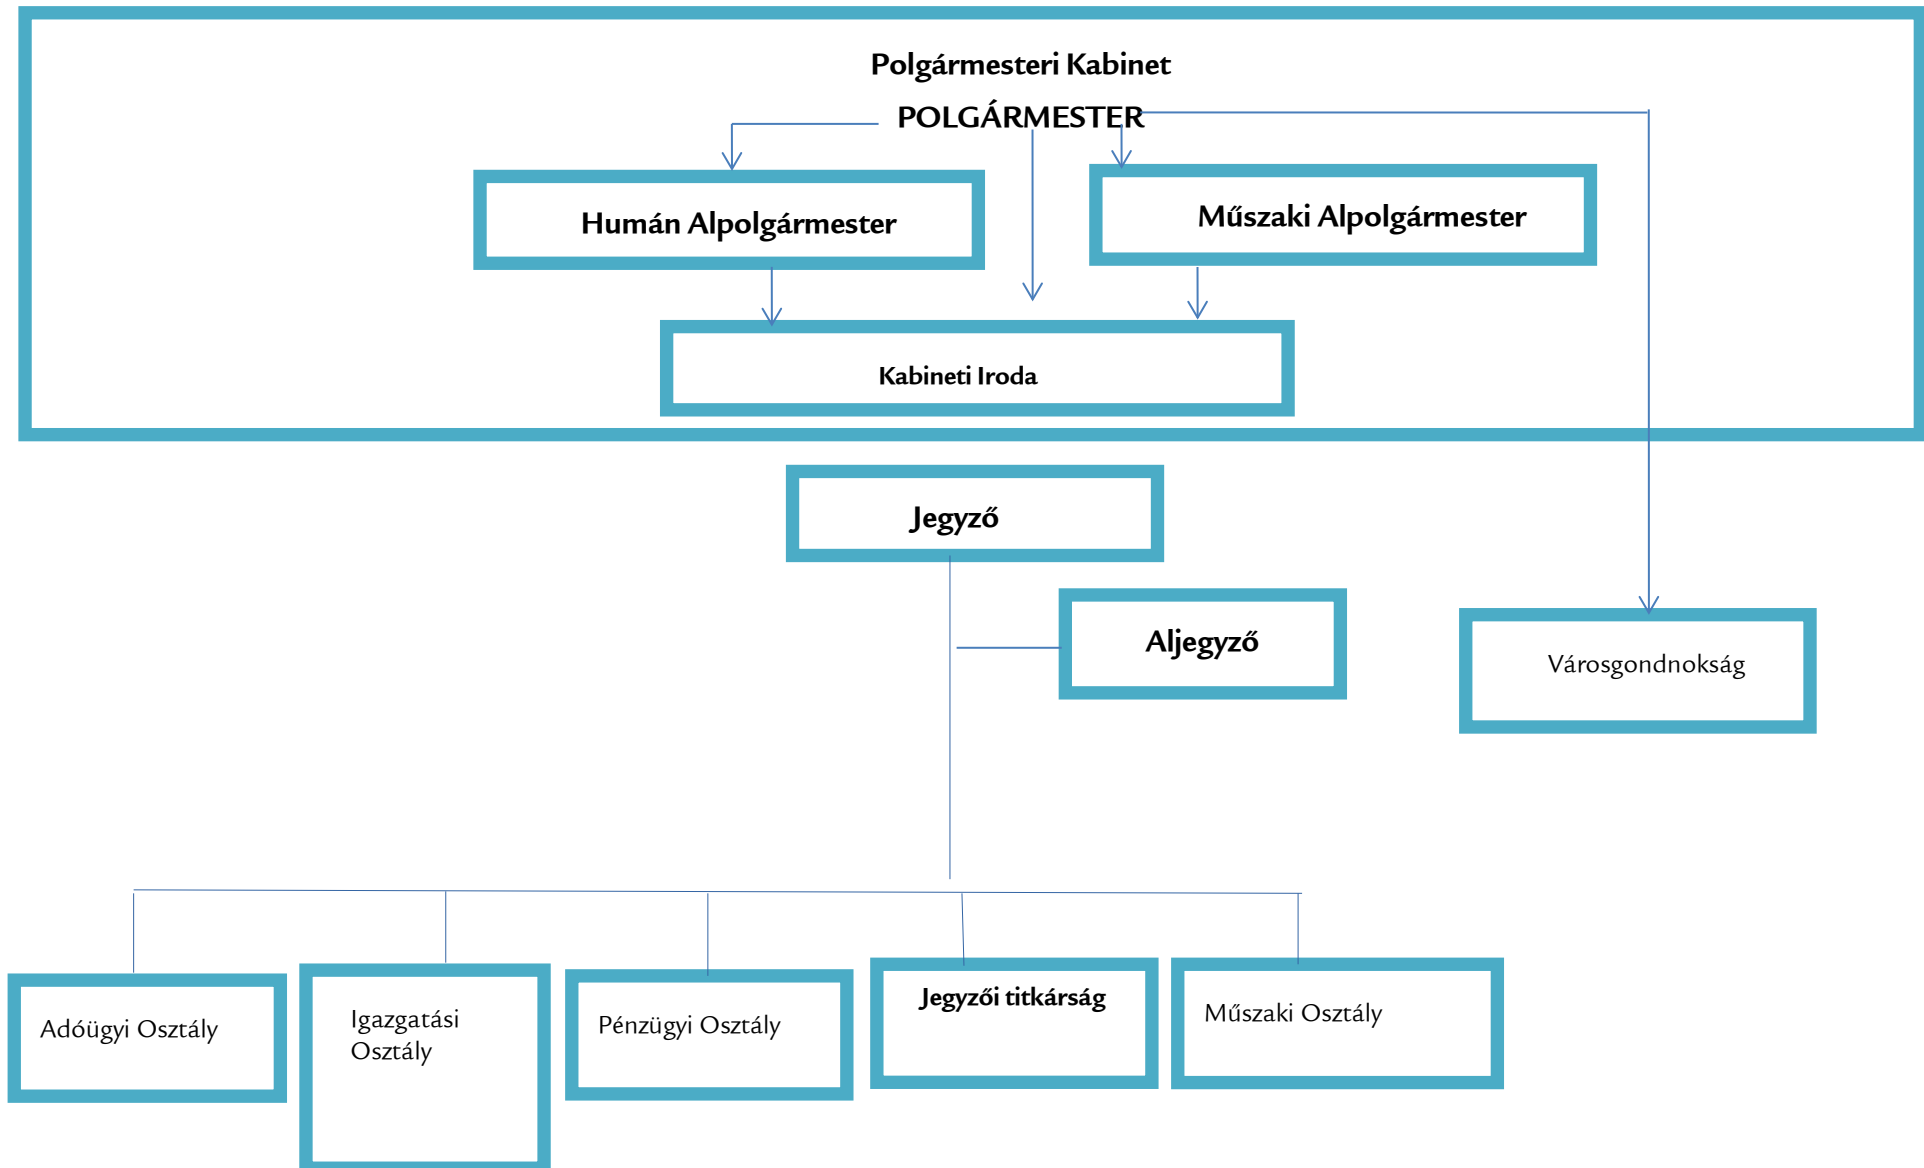 Polgármesteri Kabinet
POLGÁRMESTER
Humán Alpolgármester
Műszaki Alpolgármester
Kabineti Iroda
Jegyző
Aljegyző
Városgondnokság
Adóügyi Osztály
Igazgatási
Osztály
Pénzügyi Osztály
Jegyzői titkárság
Műszaki Osztály